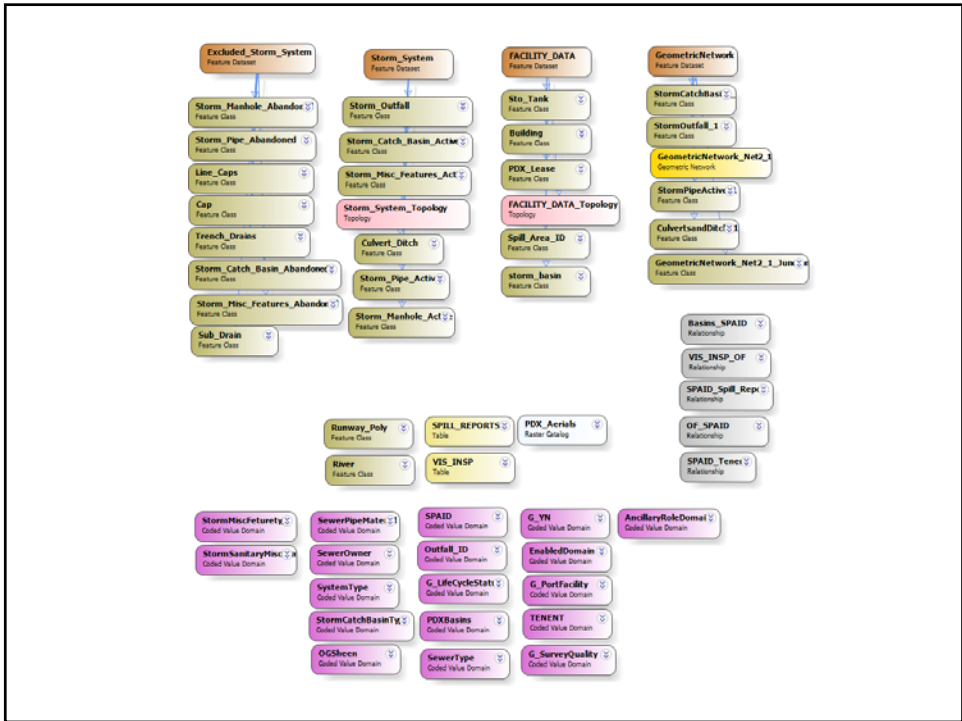 Excluded_Storm_System
Feature Dataset
Storm_Manhole_Abandon
Feature Class
Storm_Pipe_Abandoned
Feature Class
Line_Caps
Feature Class
Cap
Feature Class
Trench_Drains
Feature Class
Storm_Catch_Basin_Abandoned
Feature Class
Storm_Misc_Features_Abandon
Feature Class
Sub_Drain
Feature Class
Storm_System
Feature Dataset
Storm_Outfall
Feature Class
Storm_Catch_Basin_Active
Feature Class
Storm_Misc_Features_Act
Feature Class
Storm_System_Topology
Topology
Culvert_Ditch
Feature Class
Storm_Pipe_Activ
Feature Class
Storm_Manhole_Act
Feature Class
FACILITY_DATA
Feature Dataset
Sto_Tank
Feature Class
Building
Feature Class
PDX_Lease
Feature Class
FACILITY_DATA_Topology
Topology
Spill_Area_ID
Feature Class
storm_basin
Feature Class
GeometricNetwork
Feature Dataset
StormCatchBasi
Feature Class
StormOutfall_1
Feature Class
GeometricNetwork_Net2_1
Geometric Network
StormPipeActive
Feature Class
CulvertsandDitch
Feature Class
GeometricNetwork_Net2_1_Junc
Feature Class
Basins_SPAID
Relationship
VIS_INSP_OF
Relationship
SPAID_Spill_Repo
Relationship
OF_SPAID
Relationship
SPAID_Tenen
Relationship
Runway_Poly
Feature Class
River
Feature Class
SPILL_REPORTS
Table
VIS_INSP
Table
PDX_Aerials
Raster Catalog
StormMiscFeturety
Coded Value Domain
StormSanitaryMisc
Coded Value Domain
SewerPipeMate
Coded Value Domain
SewerOwner
Coded Value Domain
SystemType
Coded Value Domain
StormCatchBasinTy
Coded Value Domain
OGSheen
Coded Value Domain
SPAID
Coded Value Domain
Outfall_ID
Coded Value Domain
G_LifeCycleStat
Coded Value Domain
PDXBasins
Coded Value Domain
SewerType
Coded Value Domain
G_YN
Coded Value Domain
EnabledDomain
Coded Value Domain
G_PortFacility
Coded Value Domain
TENENT
Coded Value Domain
G_SurveyQuality
Coded Value Domain
AncillaryRoleDomai
Coded Value Domain